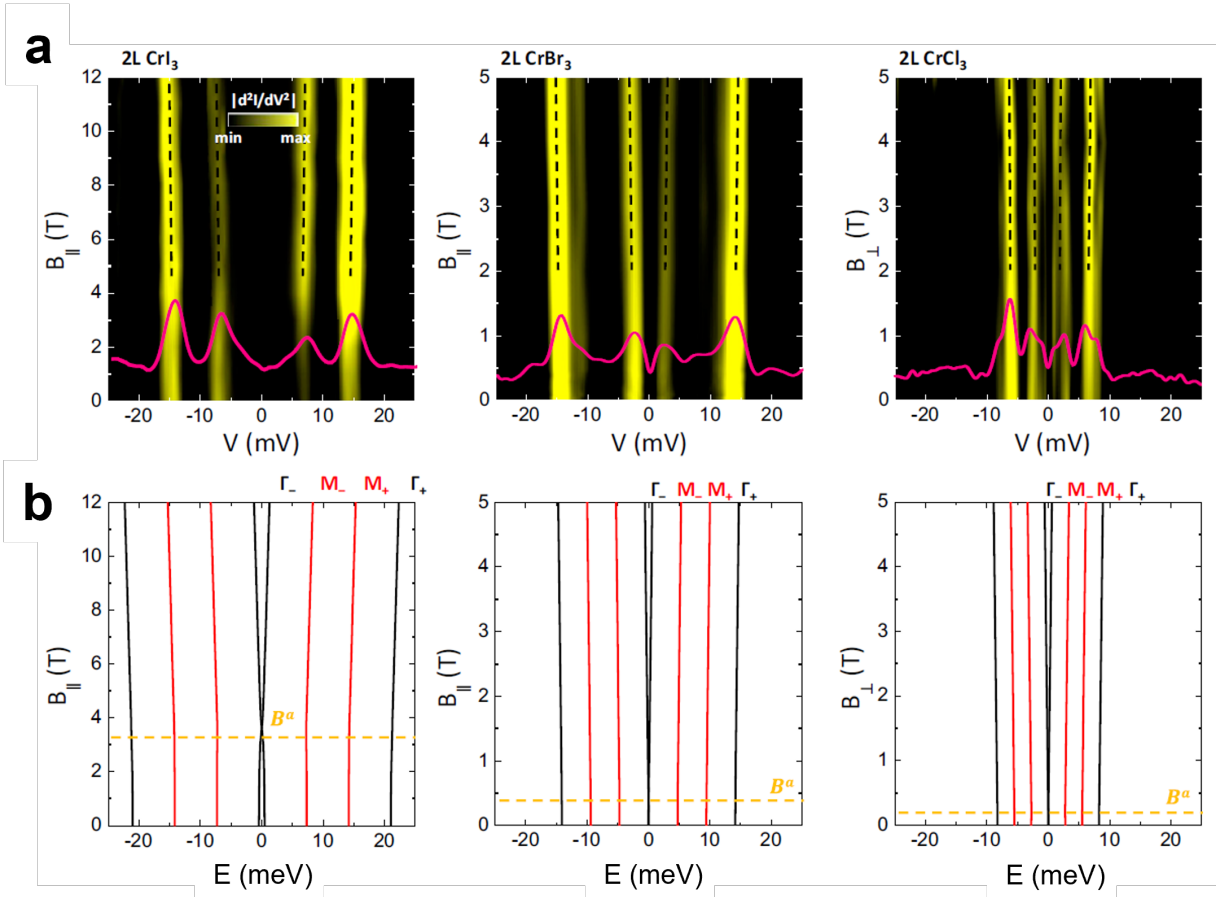 a
2L CrI₃
2L CrBr₃
2L CrCl₃
12
10
8
6
4
2
0
B∥ (T)
|d²I/dV²|
min max
-20 -10 0 10 20
V (mV)
5
4
3
2
1
0
B∥ (T)
-20 -10 0 10 20
V (mV)
5
4
3
2
1
0
B⊥ (T)
-20 -10 0 10 20
V (mV)
b
Γ₋ M₋ M₊ Γ₊
12
10
8
6
4
2
0
B∥ (T)
Bᵃ
-20 -10 0 10 20
E (meV)
Γ₋ M₋ M₊ Γ₊
5
4
3
2
1
0
B∥ (T)
Bᵃ
-20 -10 0 10 20
E (meV)
Γ₋ M₋ M₊ Γ₊
5
4
3
2
1
0
B⊥ (T)
Bᵃ
-20 -10 0 10 20
E (meV)